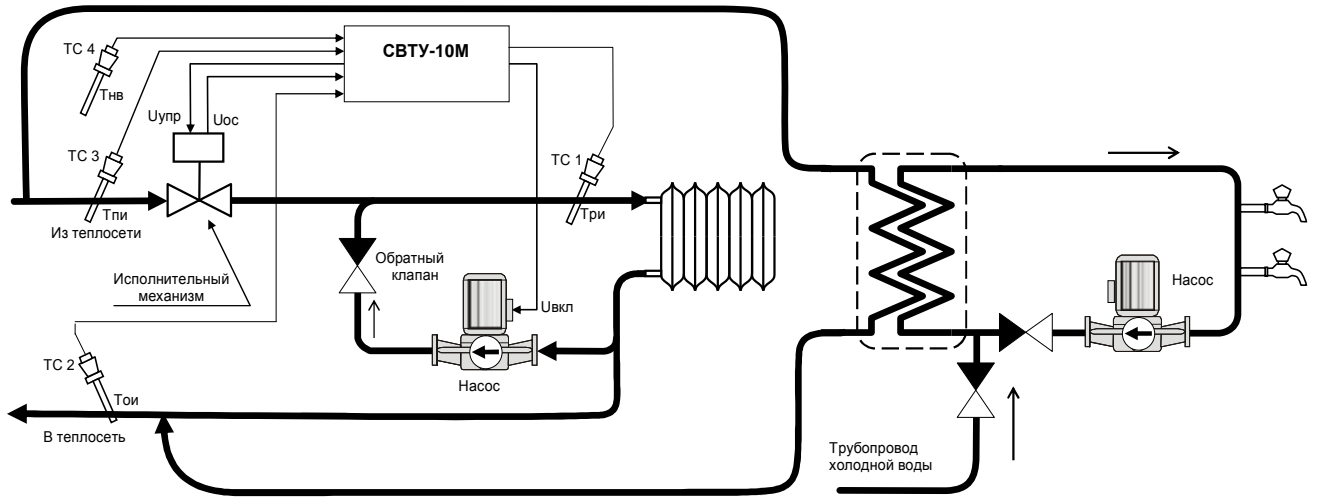 ТС 4
СВТУ-10М
Тнв
Uупр
Uос
ТС 3
ТС 1
Тпи
Три
Из теплосети
Обратный
клапан
Исполнительный
механизм
Насос
Uвкл
ТС 2
Насос
Тои
В теплосеть
Трубопровод
холодной воды